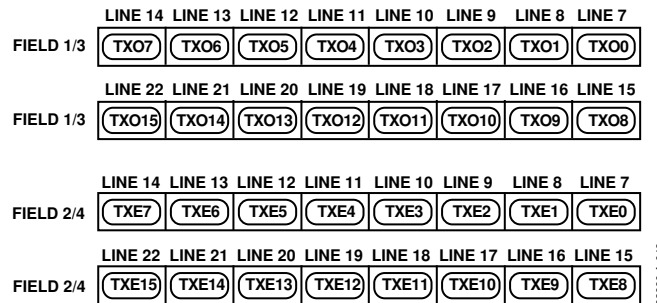 LINE 14 LINE 13 LINE 12 LINE 11 LINE 10 LINE 9 LINE 8 LINE 7
FIELD 1/3 TXO7 TXO6 TXO5 TXO4 TXO3 TXO2 TXO1 TXO0
LINE 22 LINE 21 LINE 20 LINE 19 LINE 18 LINE 17 LINE 16 LINE 15
FIELD 1/3 TXO15 TXO14 TXO13 TXO12 TXO11 TXO10 TXO9 TXO8
LINE 14 LINE 13 LINE 12 LINE 11 LINE 10 LINE 9 LINE 8 LINE 7
FIELD 2/4 TXE7 TXE6 TXE5 TXE4 TXE3 TXE2 TXE1 TXE0
LINE 22 LINE 21 LINE 20 LINE 19 LINE 18 LINE 17 LINE 16 LINE 15
FIELD 2/4 TXE15 TXE14 TXE13 TXE12 TXE11 TXE10 TXE9 TXE8